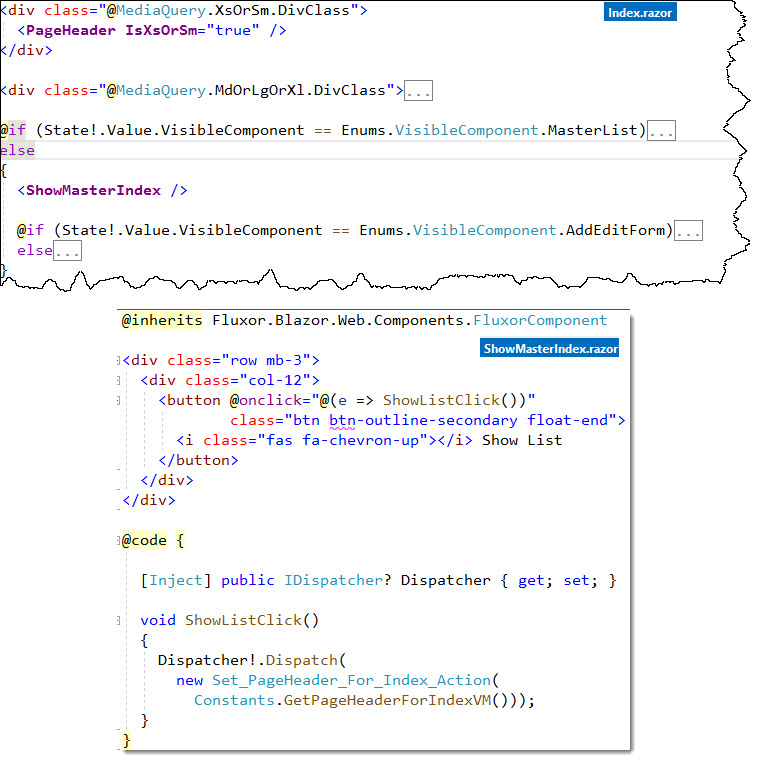 <div class="@MediaQuery.XsOrSm.DivClass">
Index.razor
  <PageHeader IsXsOrSm="true" />
</div>
<div class="@MediaQuery.MdOrLgOrXl.DivClass">...
@if (State!.Value.VisibleComponent == Enums.VisibleComponent.MasterList)...
else
{
  <ShowMasterIndex />
  @if (State!.Value.VisibleComponent == Enums.VisibleComponent.AddEditForm)...
  else...
}
@inherits Fluxor.Blazor.Web.Components.FluxorComponent
ShowMasterIndex.razor
<div class="row mb-3">
  <div class="col-12">
    <button @onclick="@(e => ShowListClick())"
            class="btn btn-outline-secondary float-end">
      <i class="fas fa-chevron-up"></i> Show List
    </button>
  </div>
</div>
@code {
  [Inject] public IDispatcher? Dispatcher { get; set; }
  void ShowListClick()
  {
    Dispatcher!.Dispatch(
      new Set_PageHeader_For_Index_Action(
        Constants.GetPageHeaderForIndexVM()));
  }
}